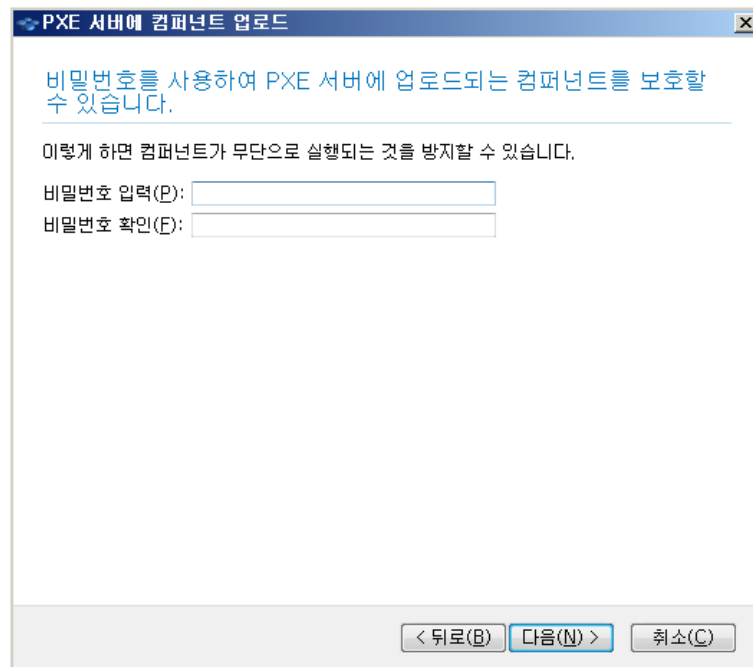 PXE 서버에 컴퍼넌트 업로드
비밀번호를 사용하여 PXE 서버에 업로드되는 컴퍼넌트를 보호할
수 있습니다.
이렇게 하면 컴퍼넌트가 무단으로 실행되는 것을 방지할 수 있습니다.
비밀번호 입력(P):
비밀번호 확인(F):
< 뒤로(B) 다음(N) > 취소(C)